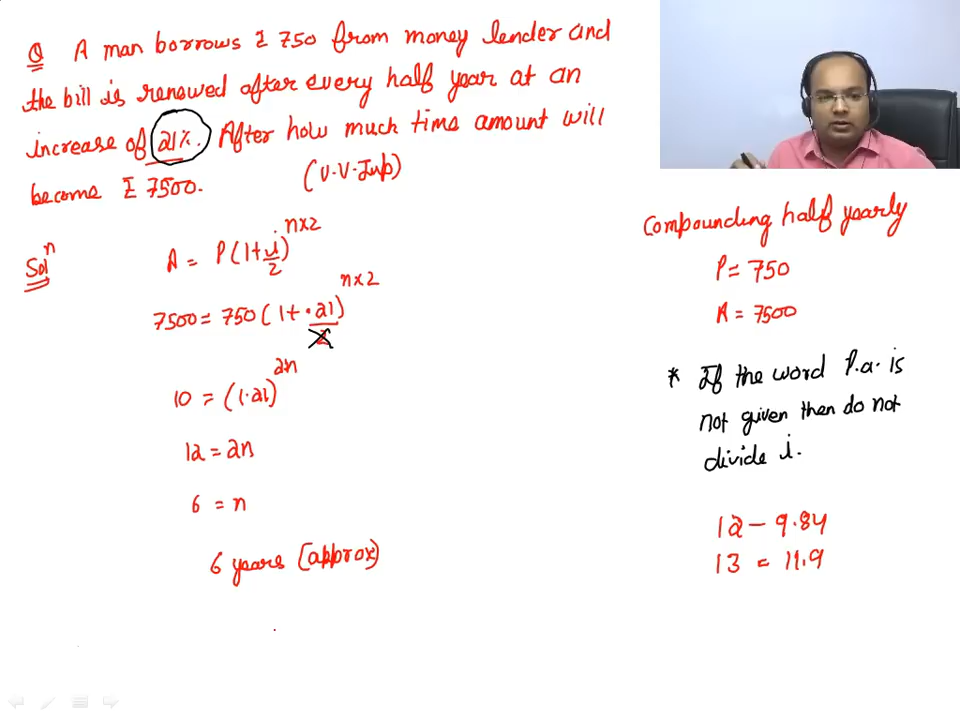 Q A man borrows ₹ 750 from money lender and
the bill is renewed after every half year at an
increase of 21%. After how much time amount will
become ₹ 7500. (V.V.Imp)
Solⁿ
A = P(1+i/2)^n×2
7500 = 750(1+.21/2)^n×2
10 = (1.21)^2n
12 = 2n
6 = n
6 years (approx)
Compounding half yearly
P = 750
A = 7500
* If the word P.a. is
not given then do not
divide i.
12 – 9.84
13 = 11.9